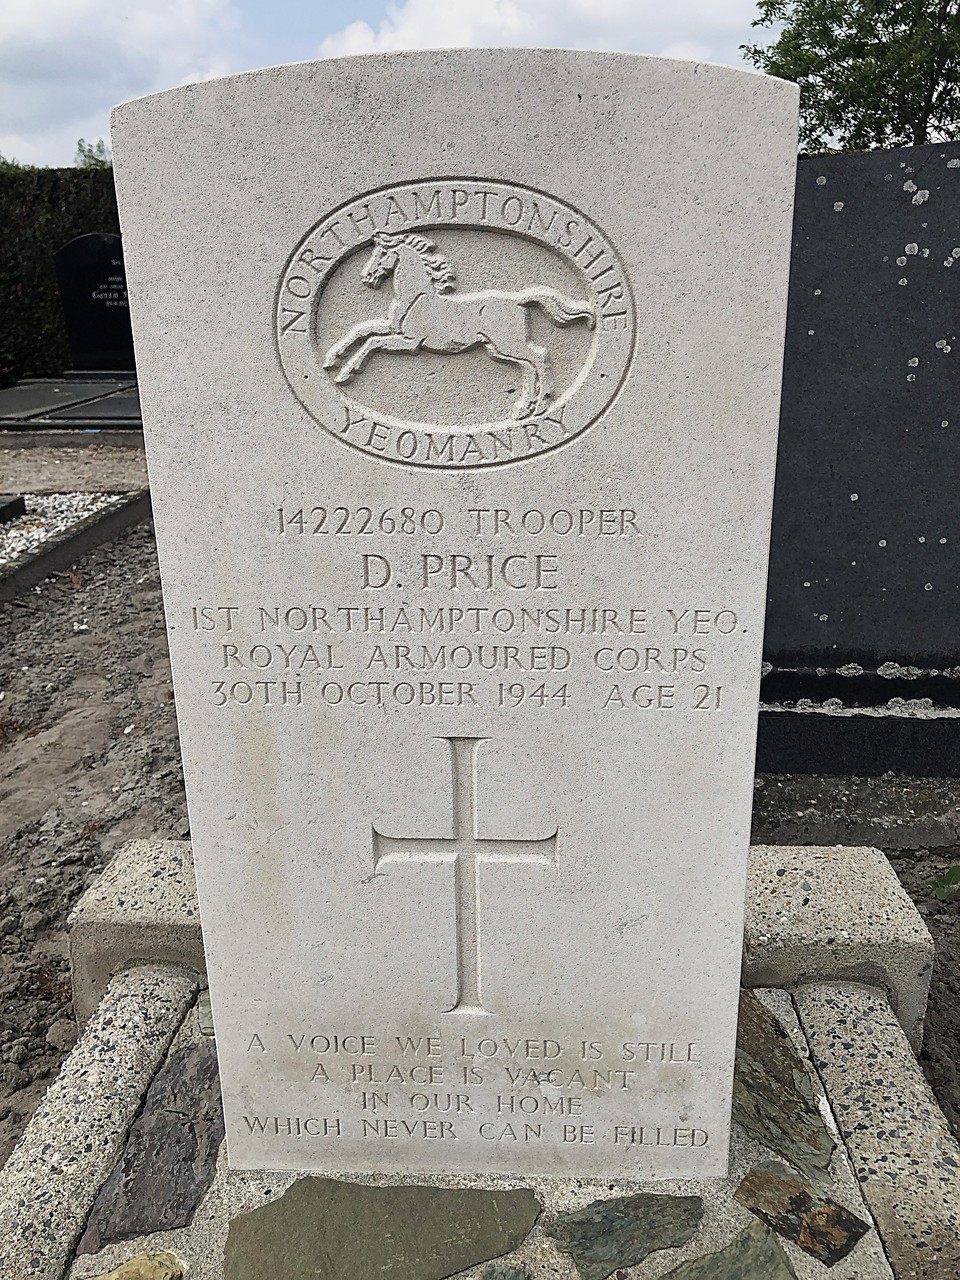 NORTHAMPTONSHIRE
YEOMANRY
14222680 TROOPER
D. PRICE
1ST NORTHAMPTONSHIRE YEO.
ROYAL ARMOURED CORPS
30TH OCTOBER 1944 AGE 21
A VOICE WE LOVED IS STILL
A PLACE IS VACANT
IN OUR HOME
WHICH NEVER CAN BE FILLED
Gerrit